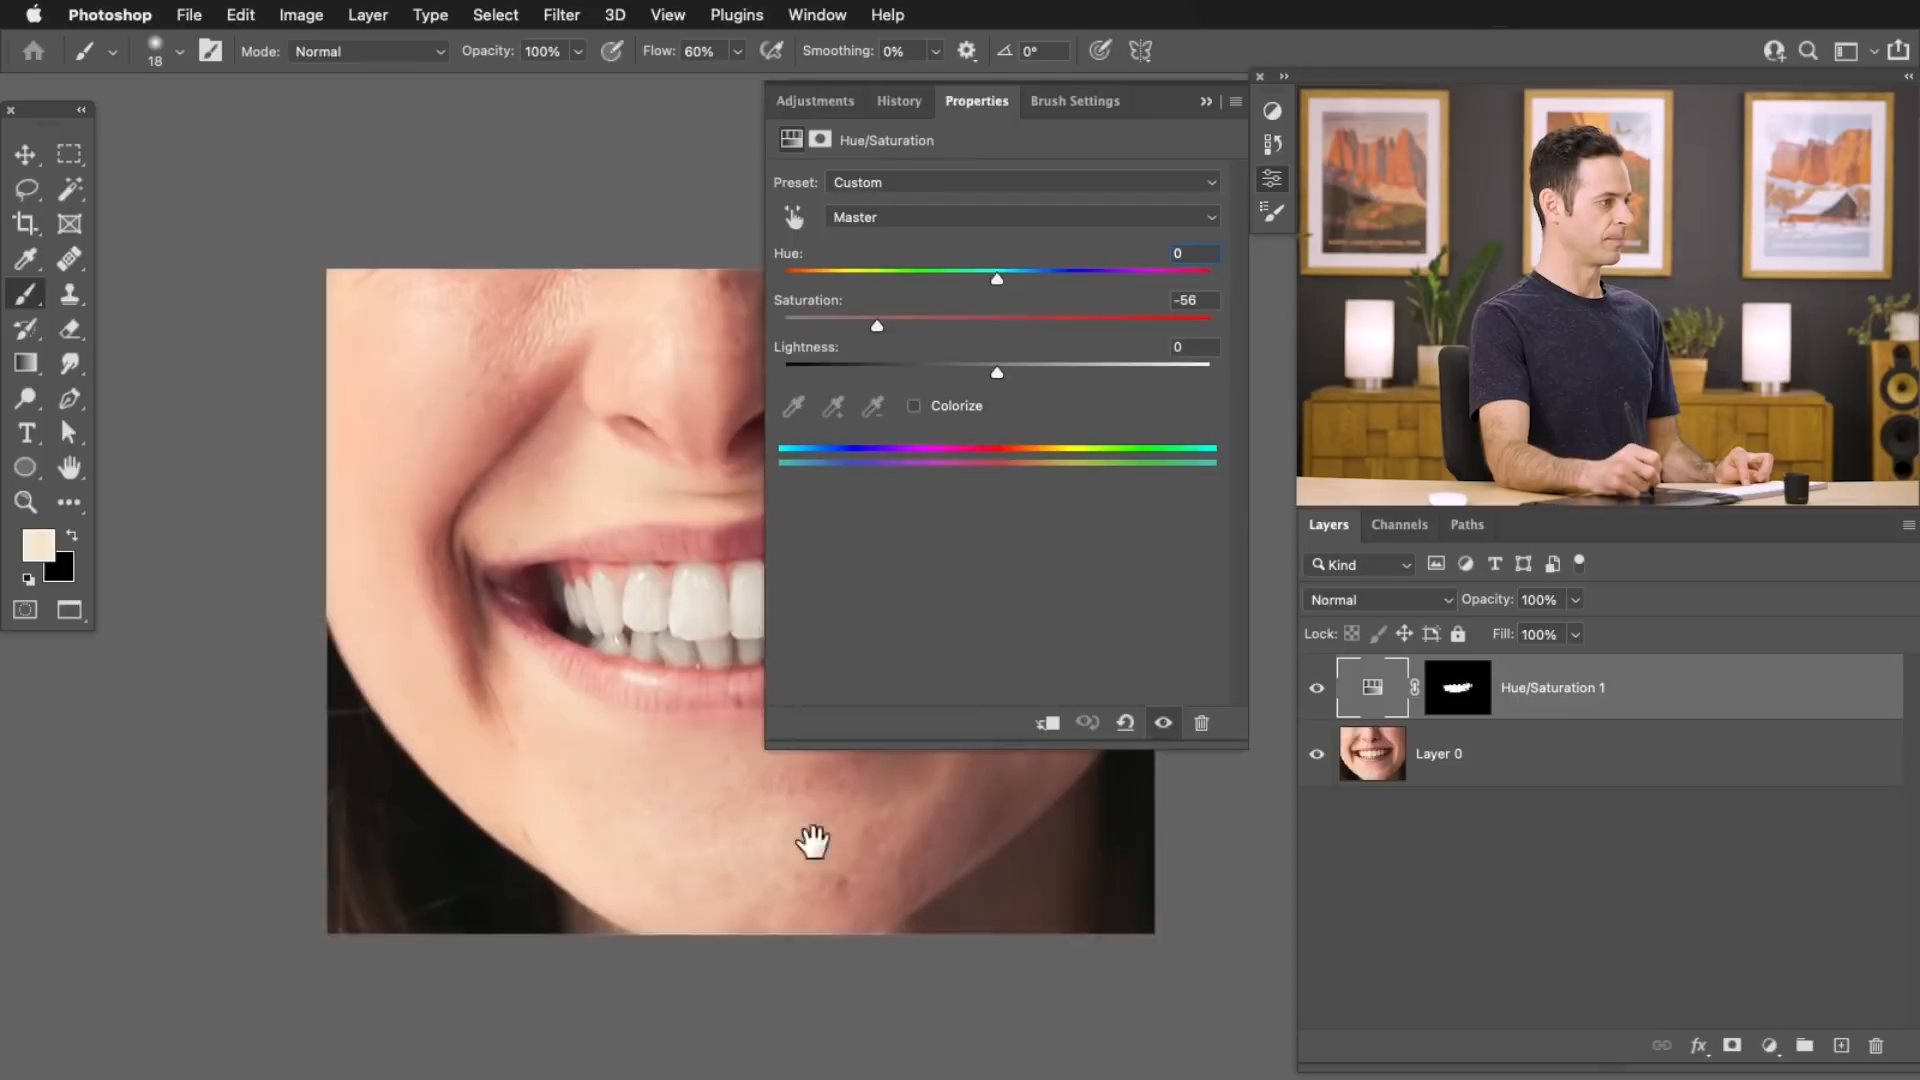 Photoshop File Edit Image Layer Type Select Filter 3D View Plugins Window Help
18 Mode: Normal Opacity: 100% Flow: 60% Smoothing: 0% 0°
Adjustments History Properties Brush Settings
Hue/Saturation
Preset: Custom
Master
Hue: 0
Saturation: -56
Lightness: 0
Colorize
Layers Channels Paths
Kind
Normal Opacity: 100%
Lock: Fill: 100%
Hue/Saturation 1
Layer 0
fx